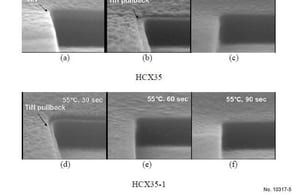 TiN pullback
(a) (b) (c)
HCX35
55°C, 30 sec 55°C, 60 sec 55°C, 90 sec
TiN pullback
(d) (e) (f)
HCX35-1
No. 10317-5